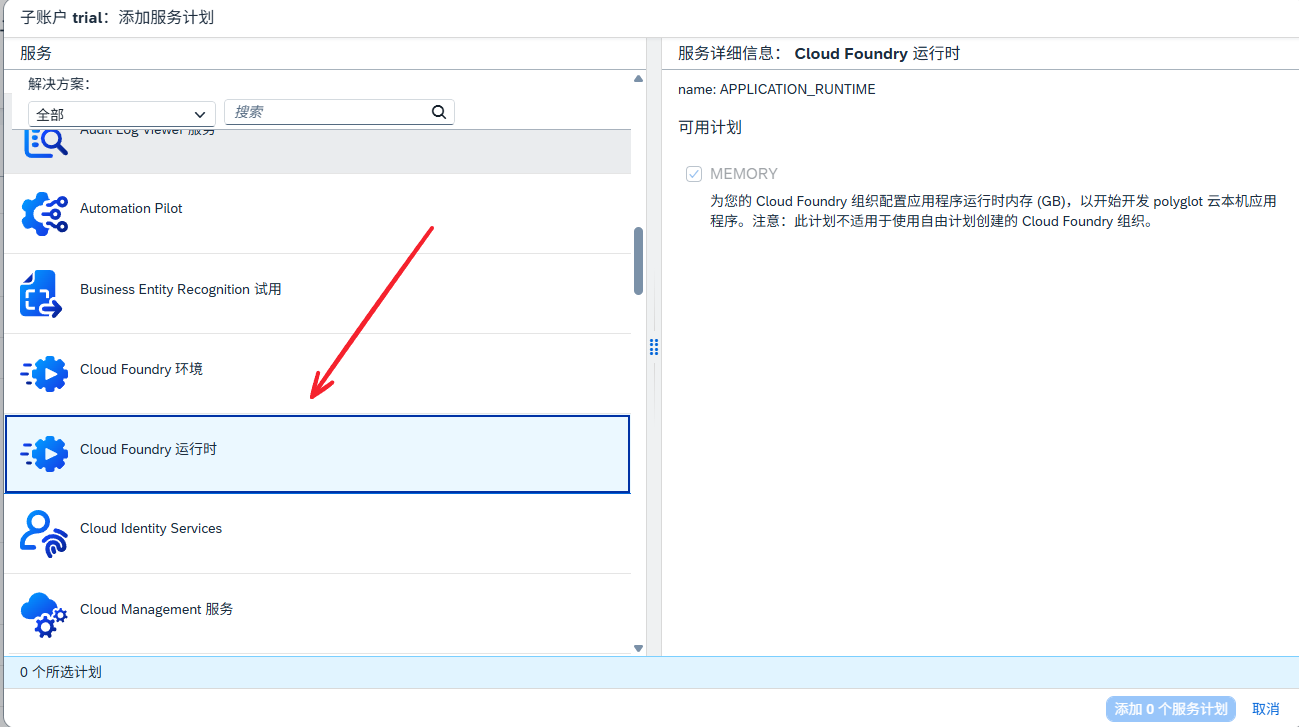 子账户 trial：添加服务计划
服务
解决方案：
全部
搜索
Audit Log Viewer 服务
Automation Pilot
Business Entity Recognition 试用
Cloud Foundry 环境
Cloud Foundry 运行时
Cloud Identity Services
Cloud Management 服务
服务详细信息： Cloud Foundry 运行时
name: APPLICATION_RUNTIME
可用计划
MEMORY
为您的 Cloud Foundry 组织配置应用程序运行时内存 (GB)，以开始开发 polyglot 云本机应用
程序。注意：此计划不适用于使用自由计划创建的 Cloud Foundry 组织。
0 个所选计划
添加 0 个服务计划
取消